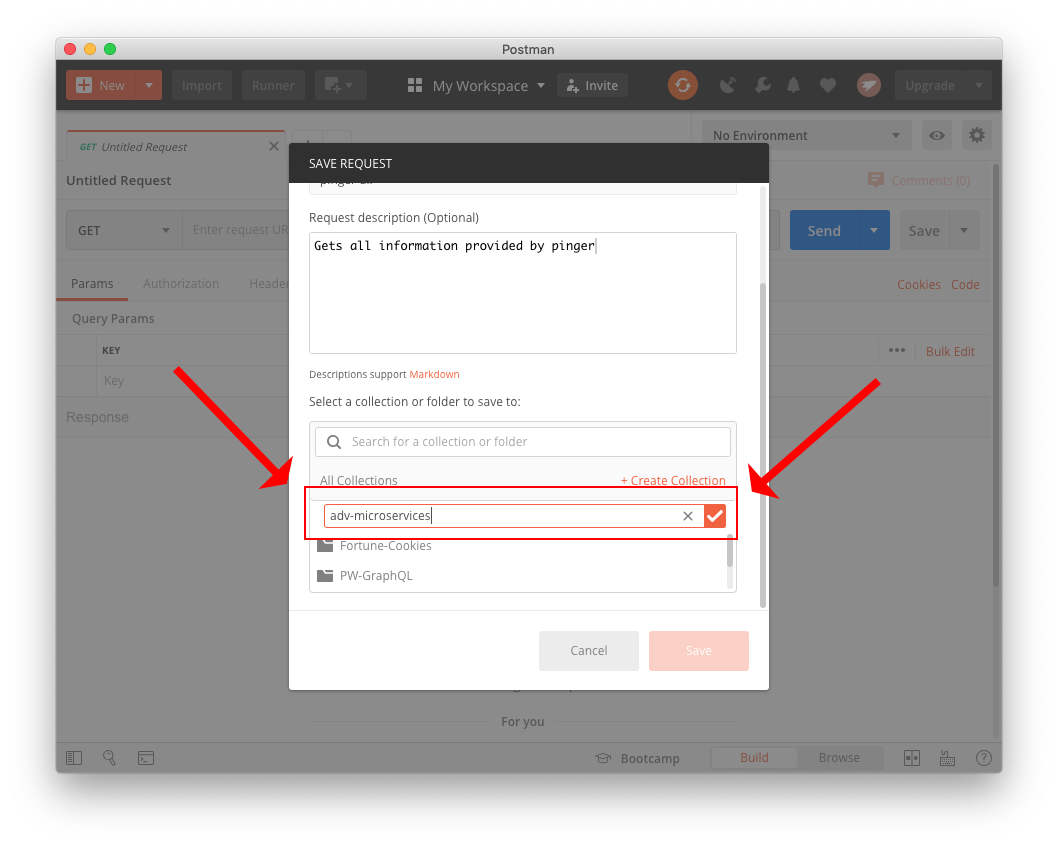 Postman
New
Import
Runner
My Workspace
Invite
Upgrade
GET Untitled Request
No Environment
Untitled Request
Comments (0)
GET
Enter request UR
Send
Save
Params
Authorization
Header
Cookies
Code
Query Params
KEY
Bulk Edit
Key
Response
SAVE REQUEST
Request description (Optional)
Gets all information provided by pinger
Descriptions support Markdown
Select a collection or folder to save to:
Search for a collection or folder
All Collections
+ Create Collection
adv-microservices
Fortune-Cookies
PW-GraphQL
Cancel
Save
For you
Bootcamp
Build
Browse